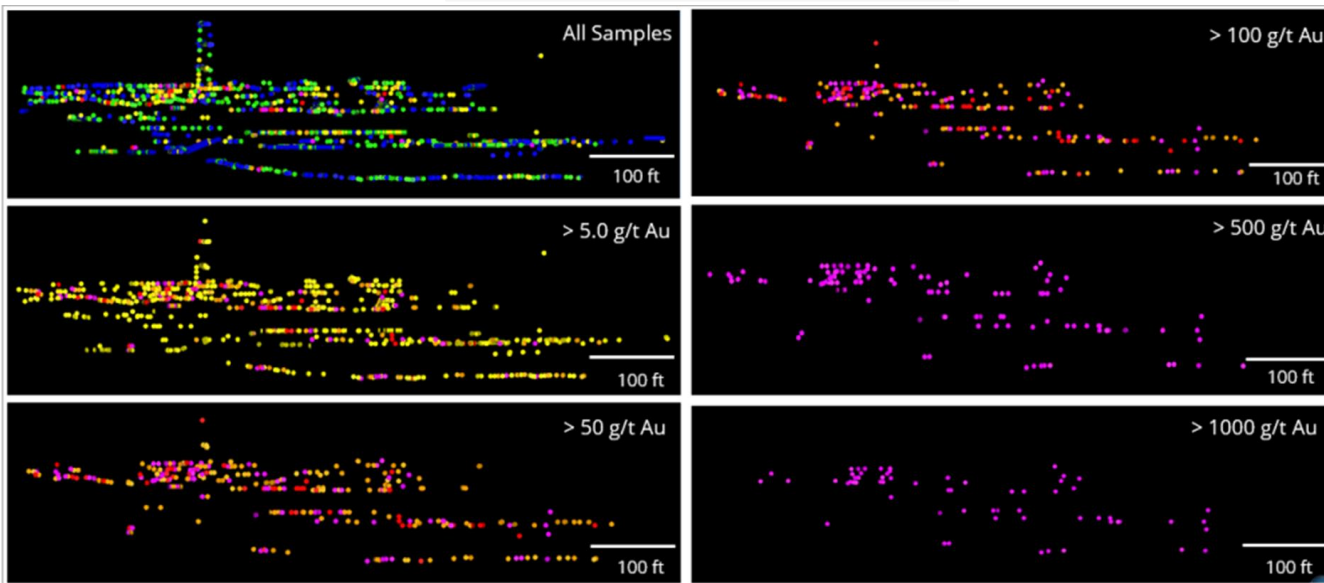 All Samples
100 ft
> 100 g/t Au
100 ft
> 5.0 g/t Au
100 ft
> 500 g/t Au
100 ft
> 50 g/t Au
100 ft
> 1000 g/t Au
100 ft